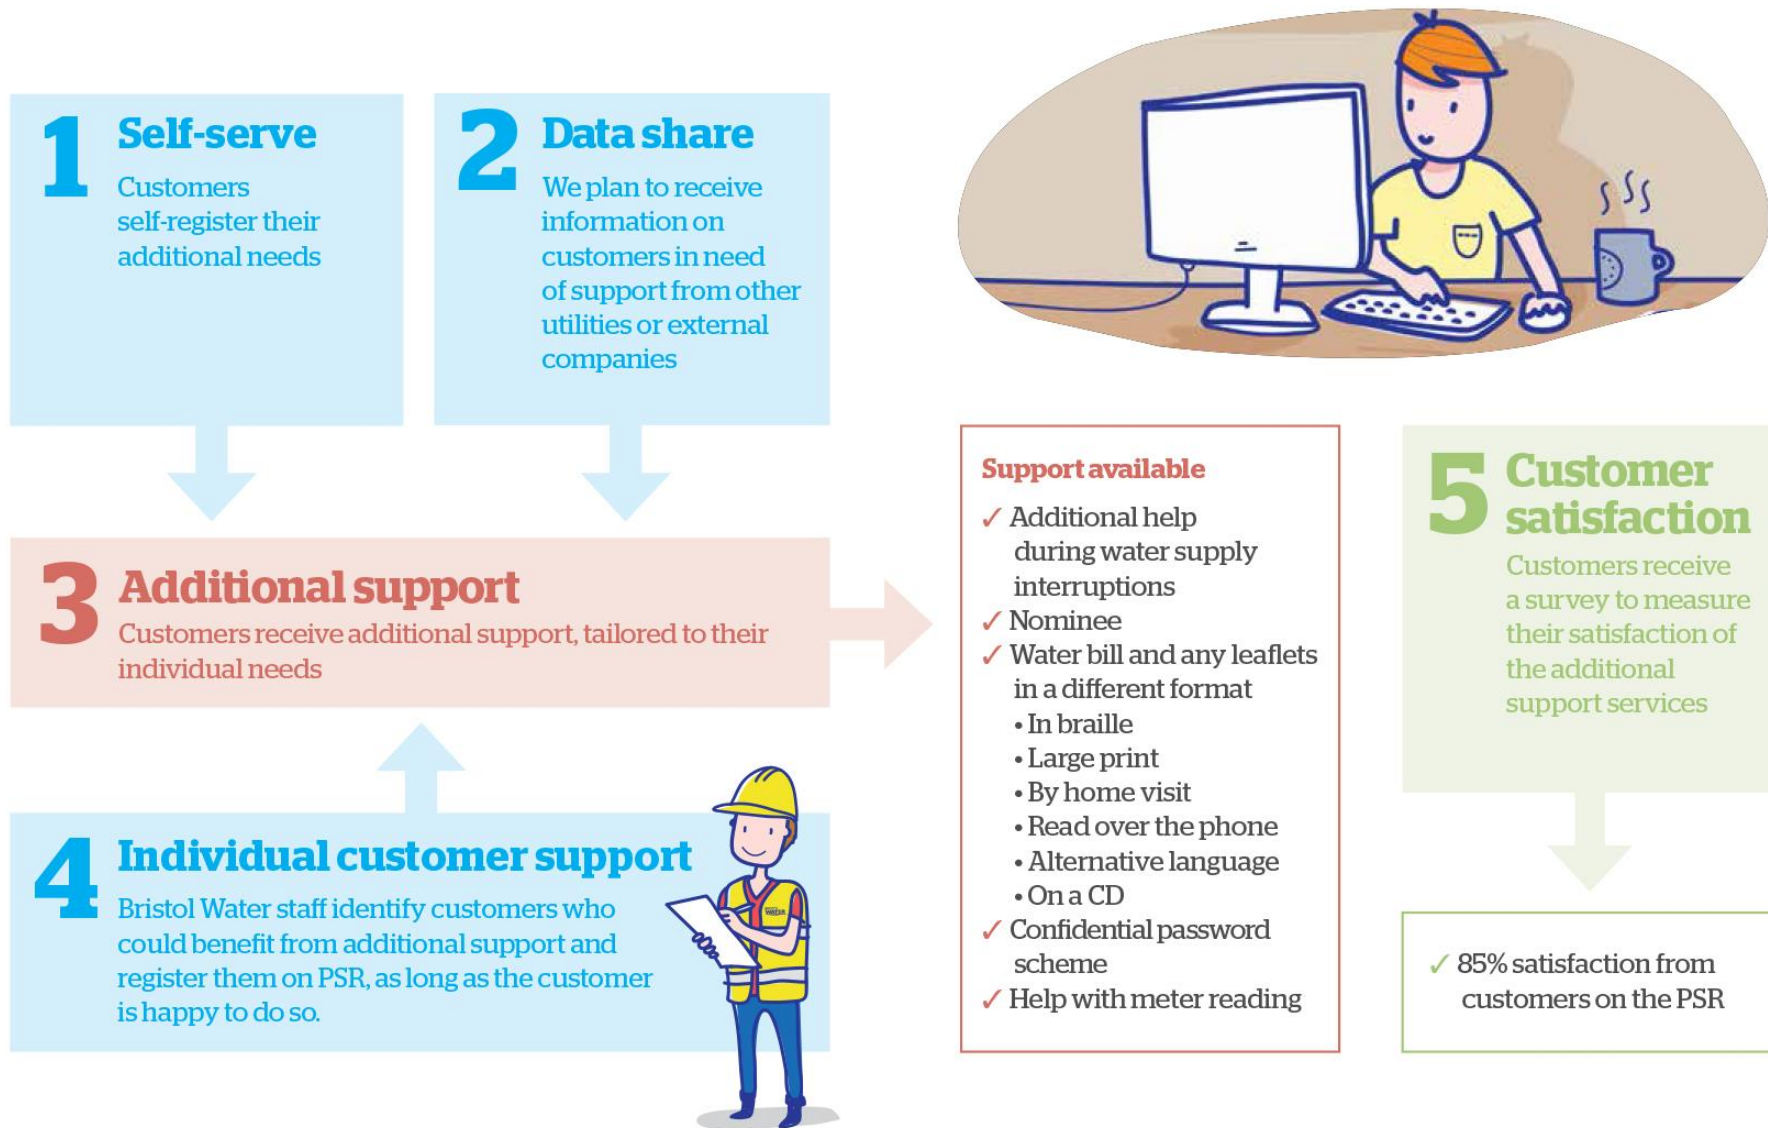 1 Self-serve
Customers
self-register their
additional needs
2 Data share
We plan to receive
information on
customers in need
of support from other
utilities or external
companies
3 Additional support
Customers receive additional support, tailored to their
individual needs
4 Individual customer support
Bristol Water staff identify customers who
could benefit from additional support and
register them on PSR, as long as the customer
is happy to do so.
Water
Support available
✓ Additional help
during water supply
interruptions
✓ Nominee
✓ Water bill and any leaflets
in a different format
• In braille
• Large print
• By home visit
• Read over the phone
• Alternative language
• On a CD
✓ Confidential password
scheme
✓ Help with meter reading
5 Customer
satisfaction
Customers receive
a survey to measure
their satisfaction of
the additional
support services
✓ 85% satisfaction from
customers on the PSR